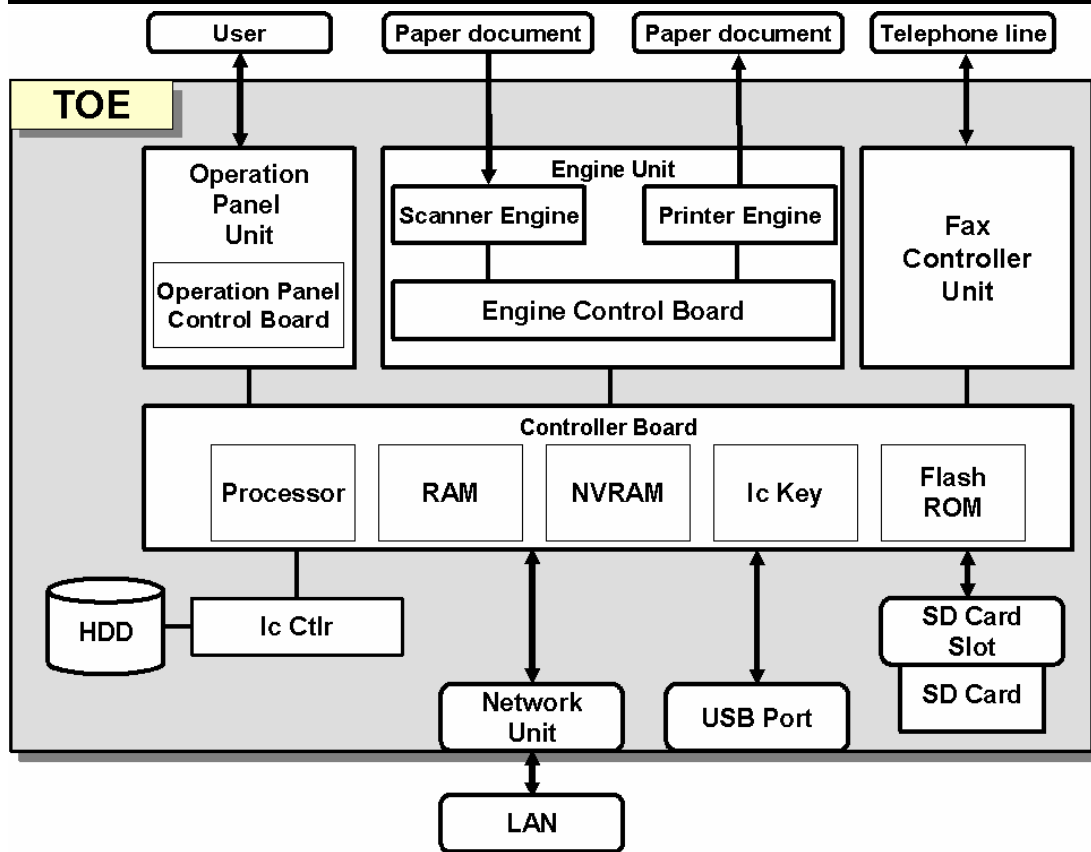 User
Paper document
Paper document
Telephone line
TOE
Operation
Panel
Unit
Operation Panel
Control Board
Engine Unit
Scanner Engine
Printer Engine
Engine Control Board
Fax
Controller
Unit
Controller Board
Processor
RAM
NVRAM
Ic Key
Flash
ROM
HDD
Ic Ctlr
SD Card
Slot
SD Card
Network
Unit
USB Port
LAN